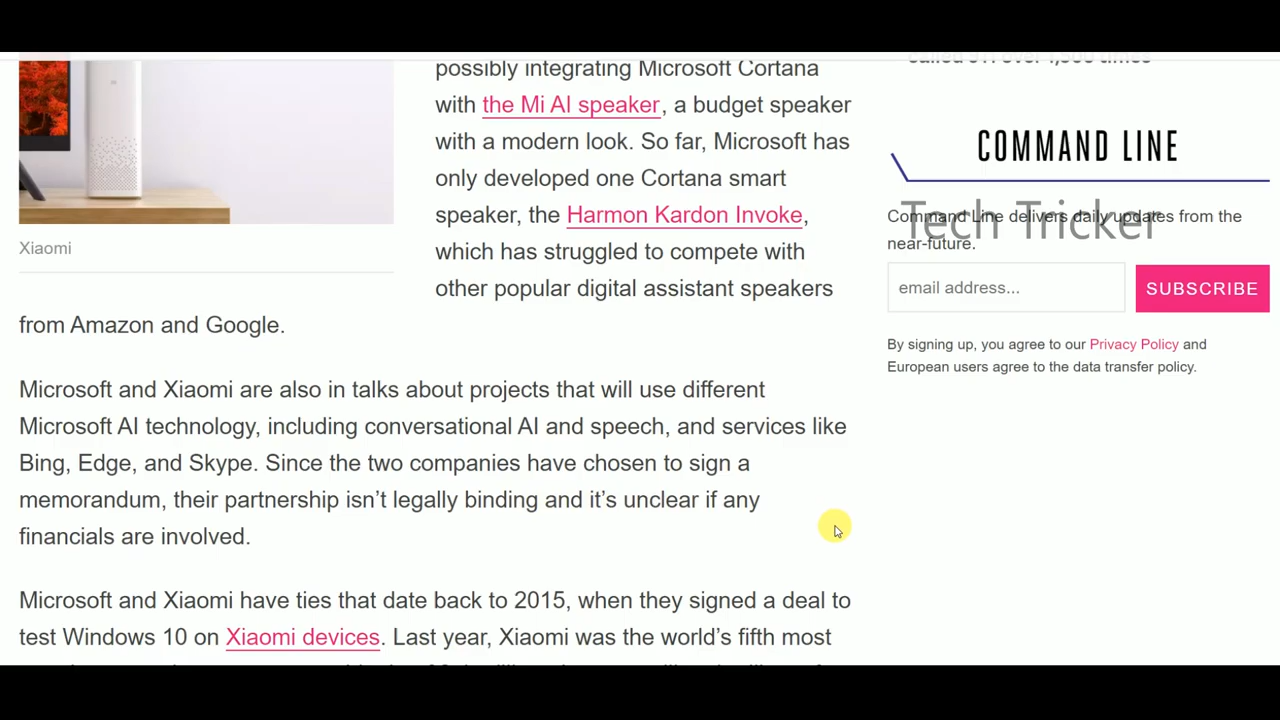 possibly integrating Microsoft Cortana
with the Mi AI speaker, a budget speaker
with a modern look. So far, Microsoft has
only developed one Cortana smart
speaker, the Harmon Kardon Invoke,
which has struggled to compete with
other popular digital assistant speakers
from Amazon and Google.
Xiaomi
Microsoft and Xiaomi are also in talks about projects that will use different
Microsoft AI technology, including conversational AI and speech, and services like
Bing, Edge, and Skype. Since the two companies have chosen to sign a
memorandum, their partnership isn’t legally binding and it’s unclear if any
financials are involved.
Microsoft and Xiaomi have ties that date back to 2015, when they signed a deal to
test Windows 10 on Xiaomi devices. Last year, Xiaomi was the world’s fifth most
COMMAND LINE
Command Line delivers daily updates from the
near-future.
Tech Tricker
email address...
SUBSCRIBE
By signing up, you agree to our Privacy Policy and
European users agree to the data transfer policy.